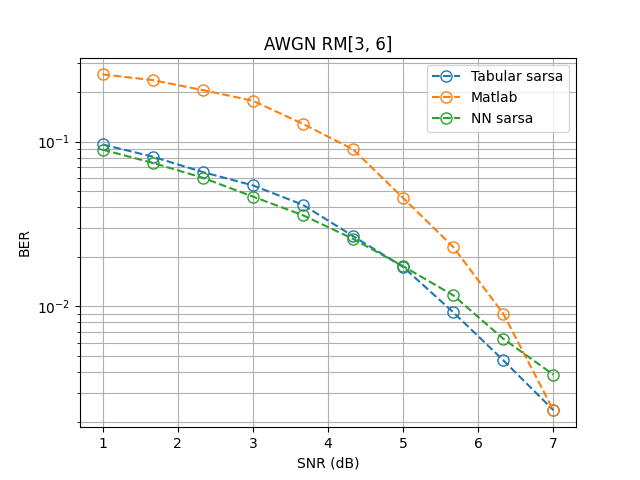 AWGN RM[3, 6]
Tabular sarsa
Matlab
NN sarsa
BER
10⁻¹
10⁻²
1 2 3 4 5 6 7
SNR (dB)